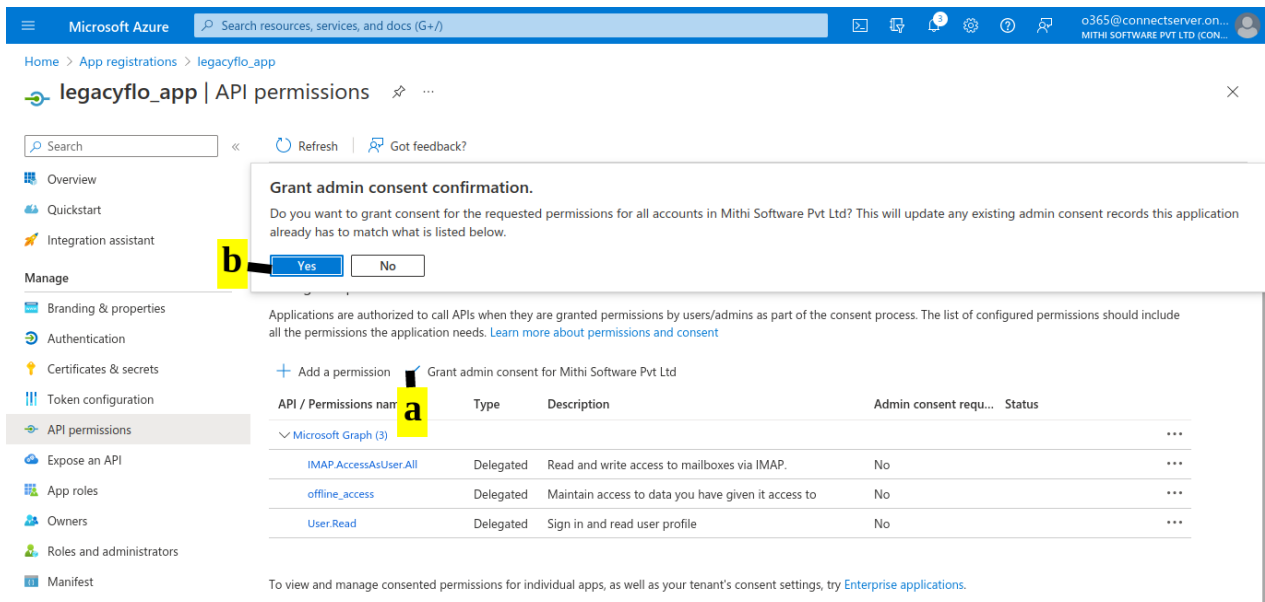 Microsoft Azure
Search resources, services, and docs (G+/)
3
o365@connectserver.on...
MITHI SOFTWARE PVT LTD (CON...
Home > App registrations > legacyflo_app
legacyflo_app | API permissions
Search
Refresh
Got feedback?
Overview
Quickstart
Integration assistant
Manage
Branding & properties
Authentication
Certificates & secrets
Token configuration
API permissions
Expose an API
App roles
Owners
Roles and administrators
Manifest
Grant admin consent confirmation.
Do you want to grant consent for the requested permissions for all accounts in Mithi Software Pvt Ltd? This will update any existing admin consent records this application
already has to match what is listed below.
b
Yes
No
Applications are authorized to call APIs when they are granted permissions by users/admins as part of the consent process. The list of configured permissions should include
all the permissions the application needs. Learn more about permissions and consent
Add a permission
Grant admin consent for Mithi Software Pvt Ltd
a
API / Permissions nam Type Description Admin consent requ... Status
Microsoft Graph (3)
IMAP.AccessAsUser.All Delegated Read and write access to mailboxes via IMAP. No
offline_access Delegated Maintain access to data you have given it access to No
User.Read Delegated Sign in and read user profile No
To view and manage consented permissions for individual apps, as well as your tenant's consent settings, try Enterprise applications.